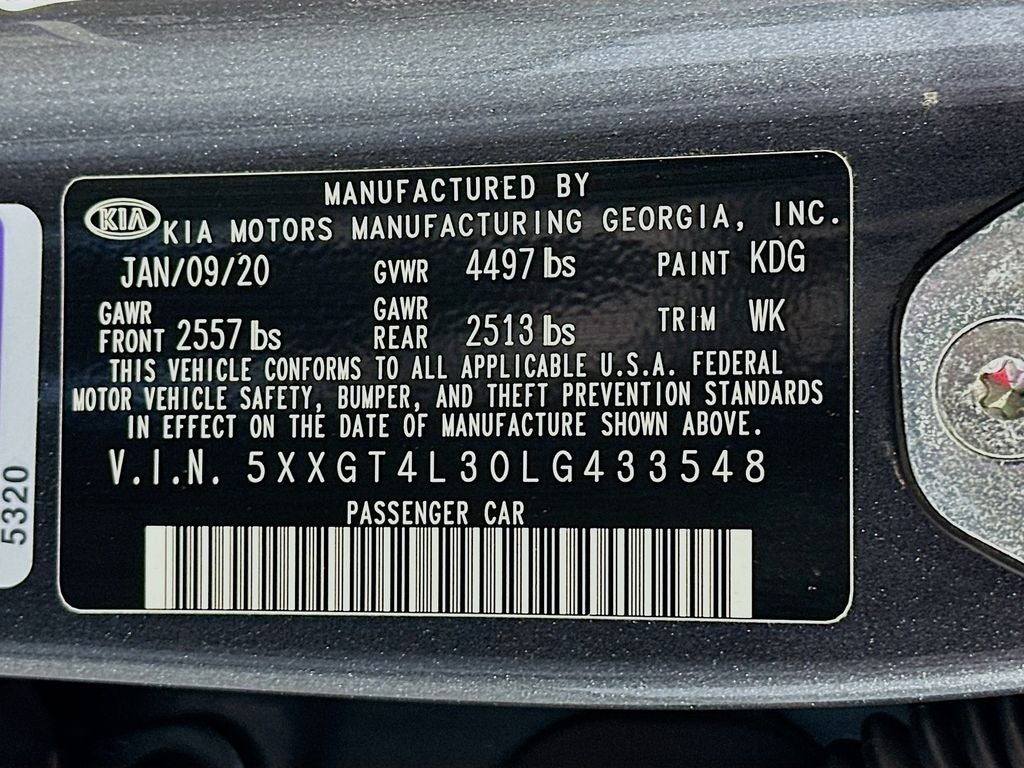 MANUFACTURED BY
KIA KIA MOTORS MANUFACTURING GEORGIA, INC.
JAN/09/20 GVWR 4497 lbs PAINT KDG
GAWR FRONT 2557 lbs GAWR REAR 2513 lbs TRIM WK
THIS VEHICLE CONFORMS TO ALL APPLICABLE U.S.A. FEDERAL
MOTOR VEHICLE SAFETY, BUMPER, AND THEFT PREVENTION STANDARDS
IN EFFECT ON THE DATE OF MANUFACTURE SHOWN ABOVE.
V.I.N. 5XXGT4L30LG433548
PASSENGER CAR
5320